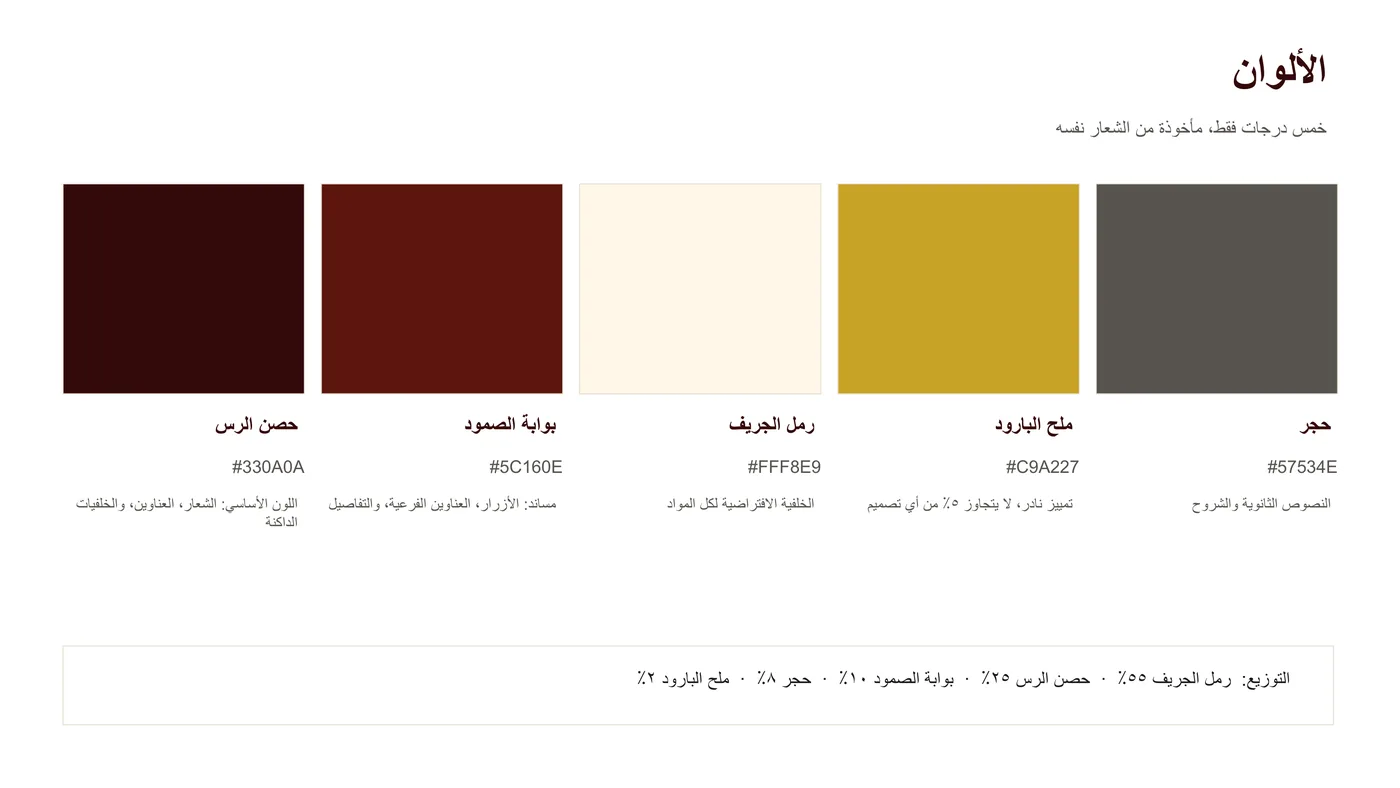 الألوان
خمس درجات فقط، مأخوذة من الشعار نفسه
حجر
#57534E
النصوص الثانوية والشروح
ملح البارود
#C9A227
تمييز نادر، لا يتجاوز ٥٪ من أي تصميم
رمل الجريف
#FFF8E9
الخلفية الافتراضية لكل المواد
بوابة الصمود
#5C160E
مساند: الأزرار، العناوين الفرعية، والتفاصيل
حصن الرس
#330A0A
اللون الأساسي: الشعار، العناوين، والخلفيات
الداكنة
التوزيع: رمل الجريف ٥٥٪ · حصن الرس ٢٥٪ · بوابة الصمود ١٠٪ · حجر ٨٪ · ملح البارود ٢٪